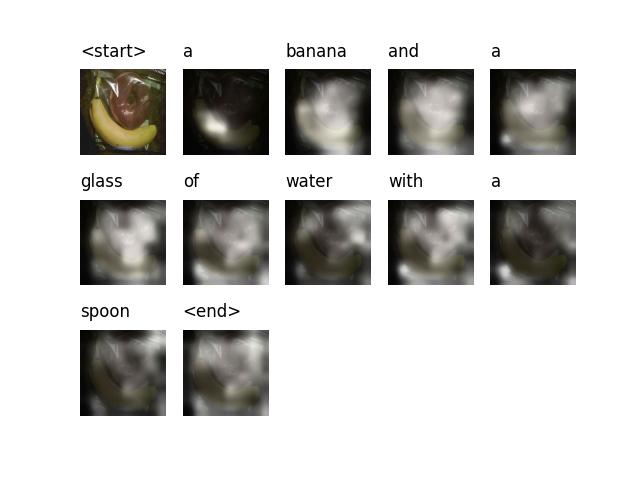 <start> a banana and a
glass of water with a
spoon <end>